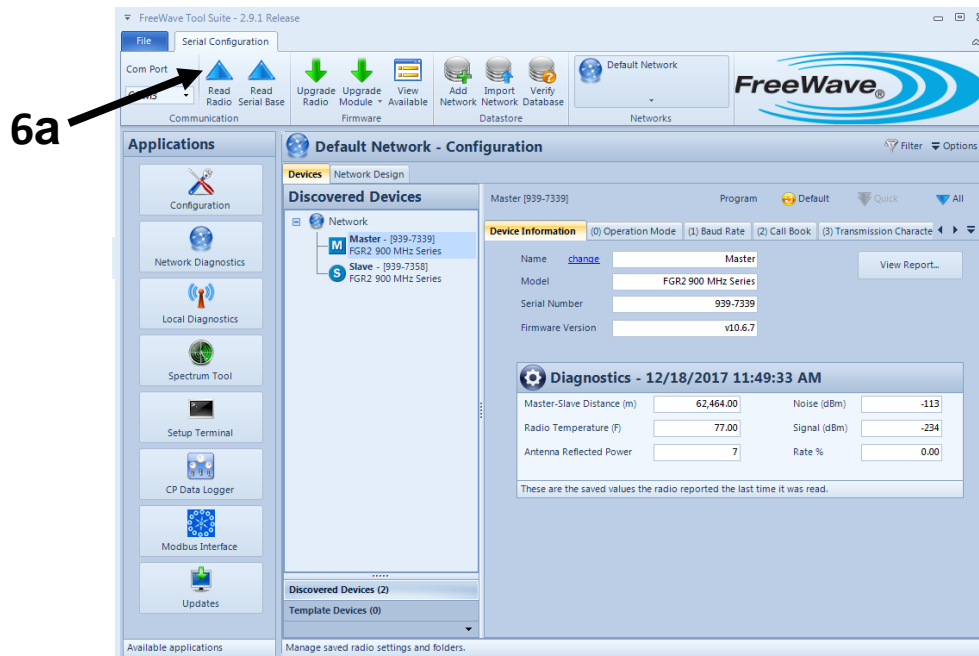 FreeWave Tool Suite - 2.9.1 Release
File Serial Configuration
6a
Com Port
COM3
Read Radio
Read Serial Base
Communication
Upgrade Radio
Upgrade Module
View Available
Firmware
Add Network
Import Network
Verify Database
Datastore
Default Network
Networks
FreeWave®
Applications
Configuration
Network Diagnostics
Local Diagnostics
Spectrum Tool
Setup Terminal
CP Data Logger
Modbus Interface
Updates
Available applications
Default Network - Configuration
Filter Options
Devices Network Design
Discovered Devices
Network
M Master - [939-7339]
FGR2 900 MHz Series
S Slave - [939-7358]
FGR2 900 MHz Series
Discovered Devices (2)
Template Devices (0)
Master [939-7339] Program Default Quick All
Device Information (0) Operation Mode (1) Baud Rate (2) Call Book (3) Transmission Characte
Name change Master
View Report...
Model FGR2 900 MHz Series
Serial Number 939-7339
Firmware Version v10.6.7
Diagnostics - 12/18/2017 11:49:33 AM
Master-Slave Distance (m) 62,464.00 Noise (dBm) -113
Radio Temperature (F) 77.00 Signal (dBm) -234
Antenna Reflected Power 7 Rate % 0.00
These are the saved values the radio reported the last time it was read.
Manage saved radio settings and folders.